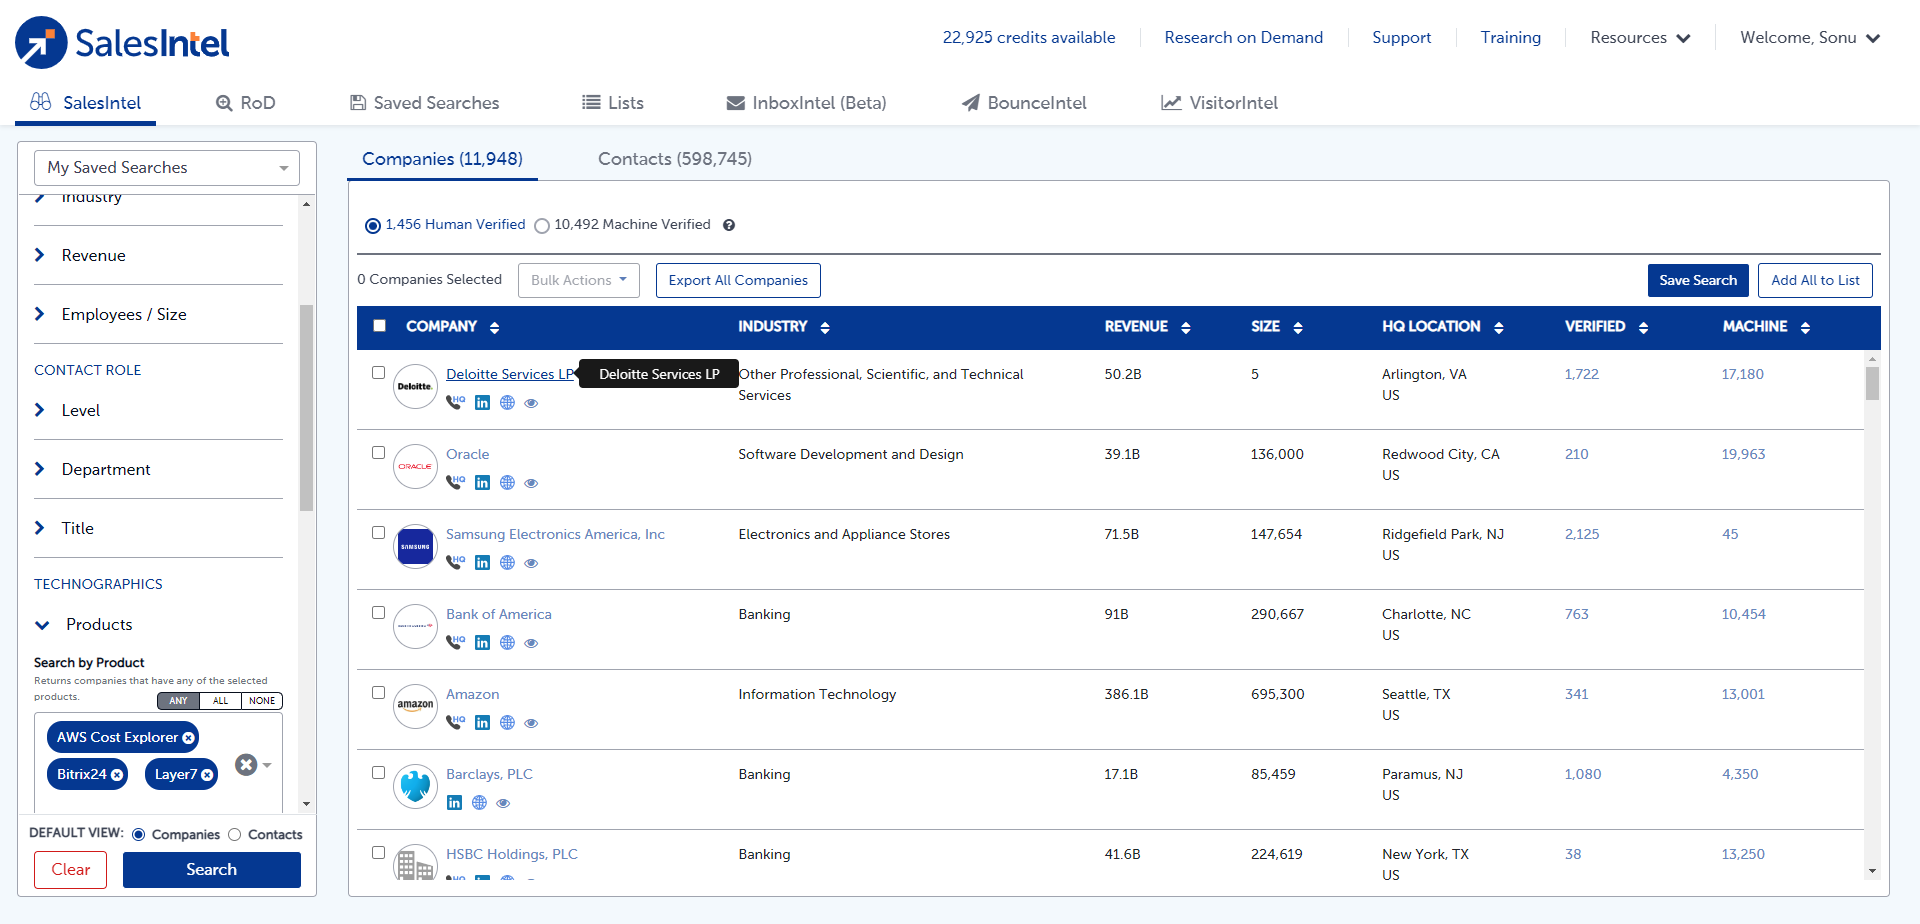 SalesIntel
22,925 credits available
Research on Demand
Support
Training
Resources
Welcome, Sonu
SalesIntel
RoD
Saved Searches
Lists
InboxIntel (Beta)
BounceIntel
VisitorIntel
My Saved Searches
Industry
Revenue
Employees / Size
CONTACT ROLE
Level
Department
Title
TECHNOGRAPHICS
Products
Search by Product
Returns companies that have any of the selected
products.
ANY ALL NONE
AWS Cost Explorer
Bitrix24 Layer7
DEFAULT VIEW: Companies Contacts
Clear Search
Companies (11,948) Contacts (598,745)
1,456 Human Verified 10,492 Machine Verified
0 Companies Selected Bulk Actions Export All Companies Save Search Add All to List
COMPANY INDUSTRY REVENUE SIZE HQ LOCATION VERIFIED MACHINE
Deloitte. Deloitte Services LP Deloitte Services LP Other Professional, Scientific, and Technical 50.2B 5 Arlington, VA 1,722 17,180
HQ Services US
ORACLE Oracle Software Development and Design 39.1B 136,000 Redwood City, CA 210 19,963
HQ US
SAMSUNG Samsung Electronics America, Inc Electronics and Appliance Stores 71.5B 147,654 Ridgefield Park, NJ 2,125 45
HQ US
Bank of America Banking 91B 290,667 Charlotte, NC 763 10,454
HQ US
amazon Amazon Information Technology 386.1B 695,300 Seattle, TX 341 13,001
HQ US
Barclays, PLC Banking 17.1B 85,459 Paramus, NJ 1,080 4,350
US
HSBC Holdings, PLC Banking 41.6B 224,619 New York, TX 38 13,250
HQ US